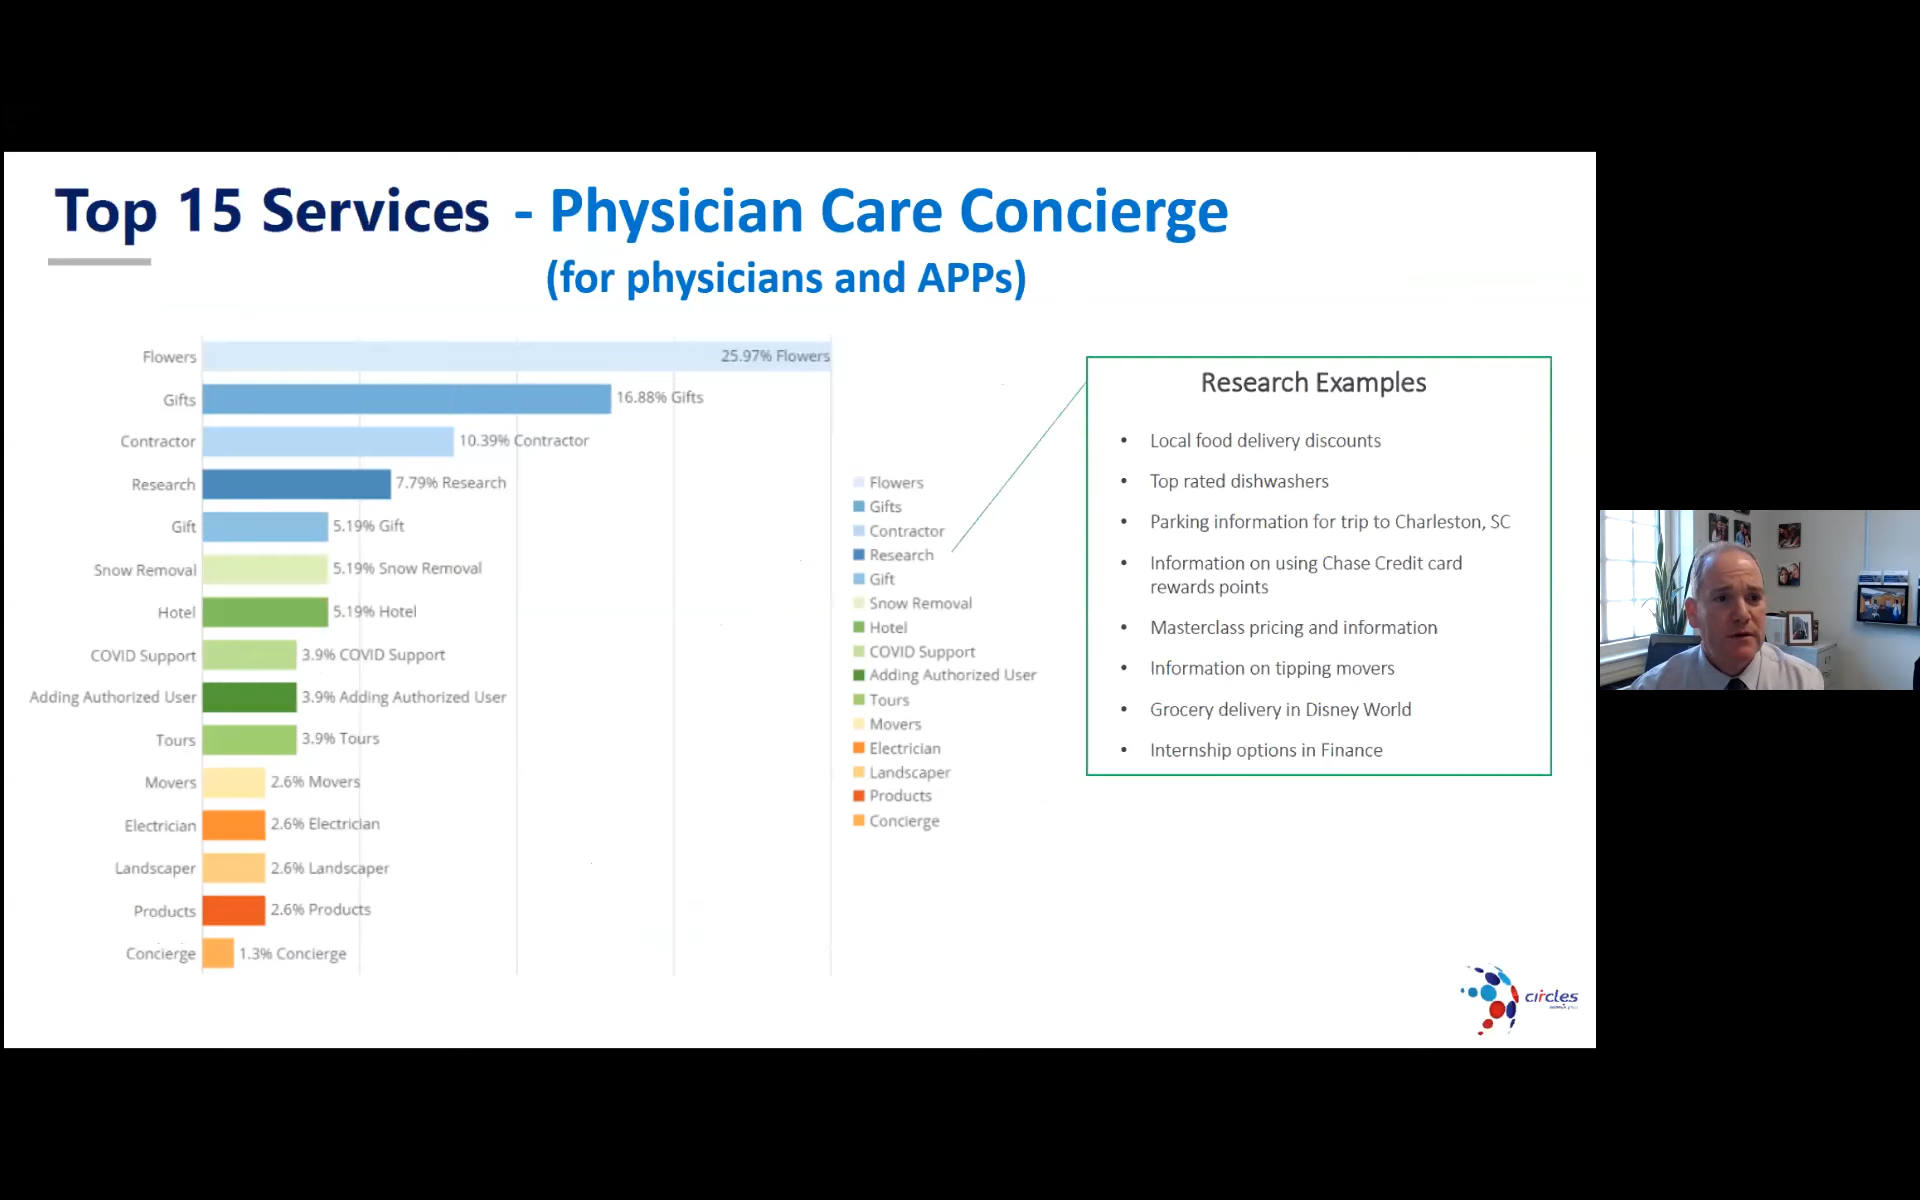 Top 15 Services - Physician Care Concierge
(for physicians and APPs)
Flowers
25.97% Flowers
Gifts
16.88% Gifts
Contractor
10.39% Contractor
Research
7.79% Research
Gift
5.19% Gift
Snow Removal
5.19% Snow Removal
Hotel
5.19% Hotel
COVID Support
3.9% COVID Support
Adding Authorized User
3.9% Adding Authorized User
Tours
3.9% Tours
Movers
2.6% Movers
Electrician
2.6% Electrician
Landscaper
2.6% Landscaper
Products
2.6% Products
Concierge
1.3% Concierge
Flowers
Gifts
Contractor
Research
Gift
Snow Removal
Hotel
COVID Support
Adding Authorized User
Tours
Movers
Electrician
Landscaper
Products
Concierge
Research Examples
• Local food delivery discounts
• Top rated dishwashers
• Parking information for trip to Charleston, SC
• Information on using Chase Credit card
rewards points
• Masterclass pricing and information
• Information on tipping movers
• Grocery delivery in Disney World
• Internship options in Finance
circles